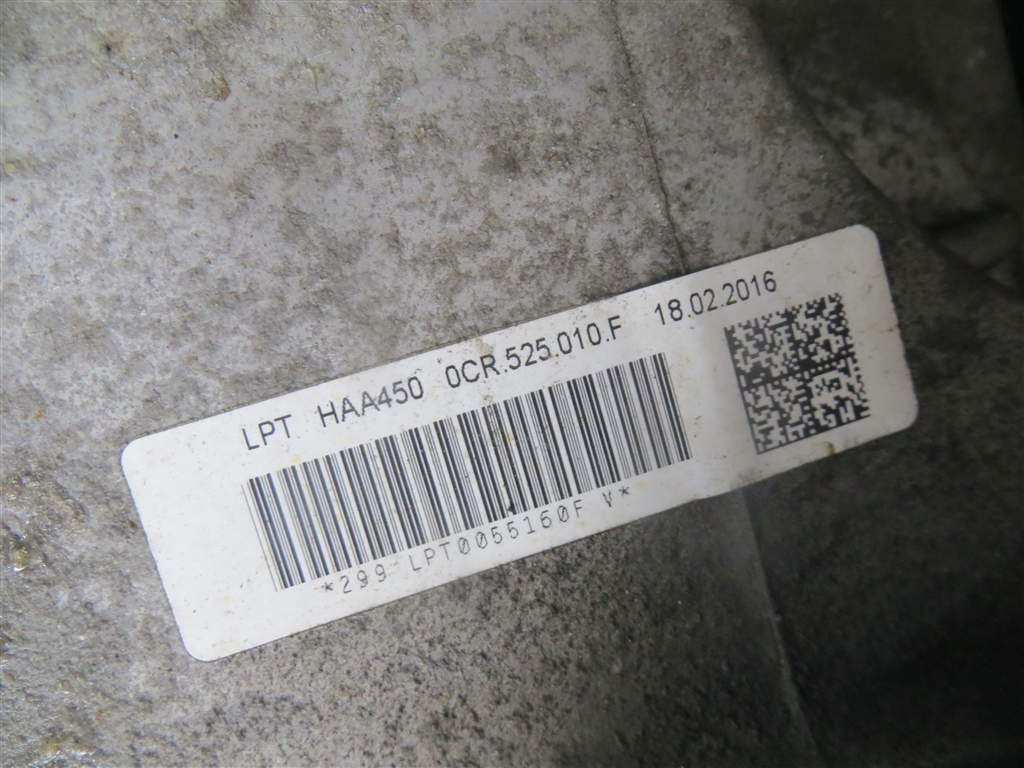 LPT HAA450 0CR.525.010.F 18.02.2016
*299 LPT0055160F V*